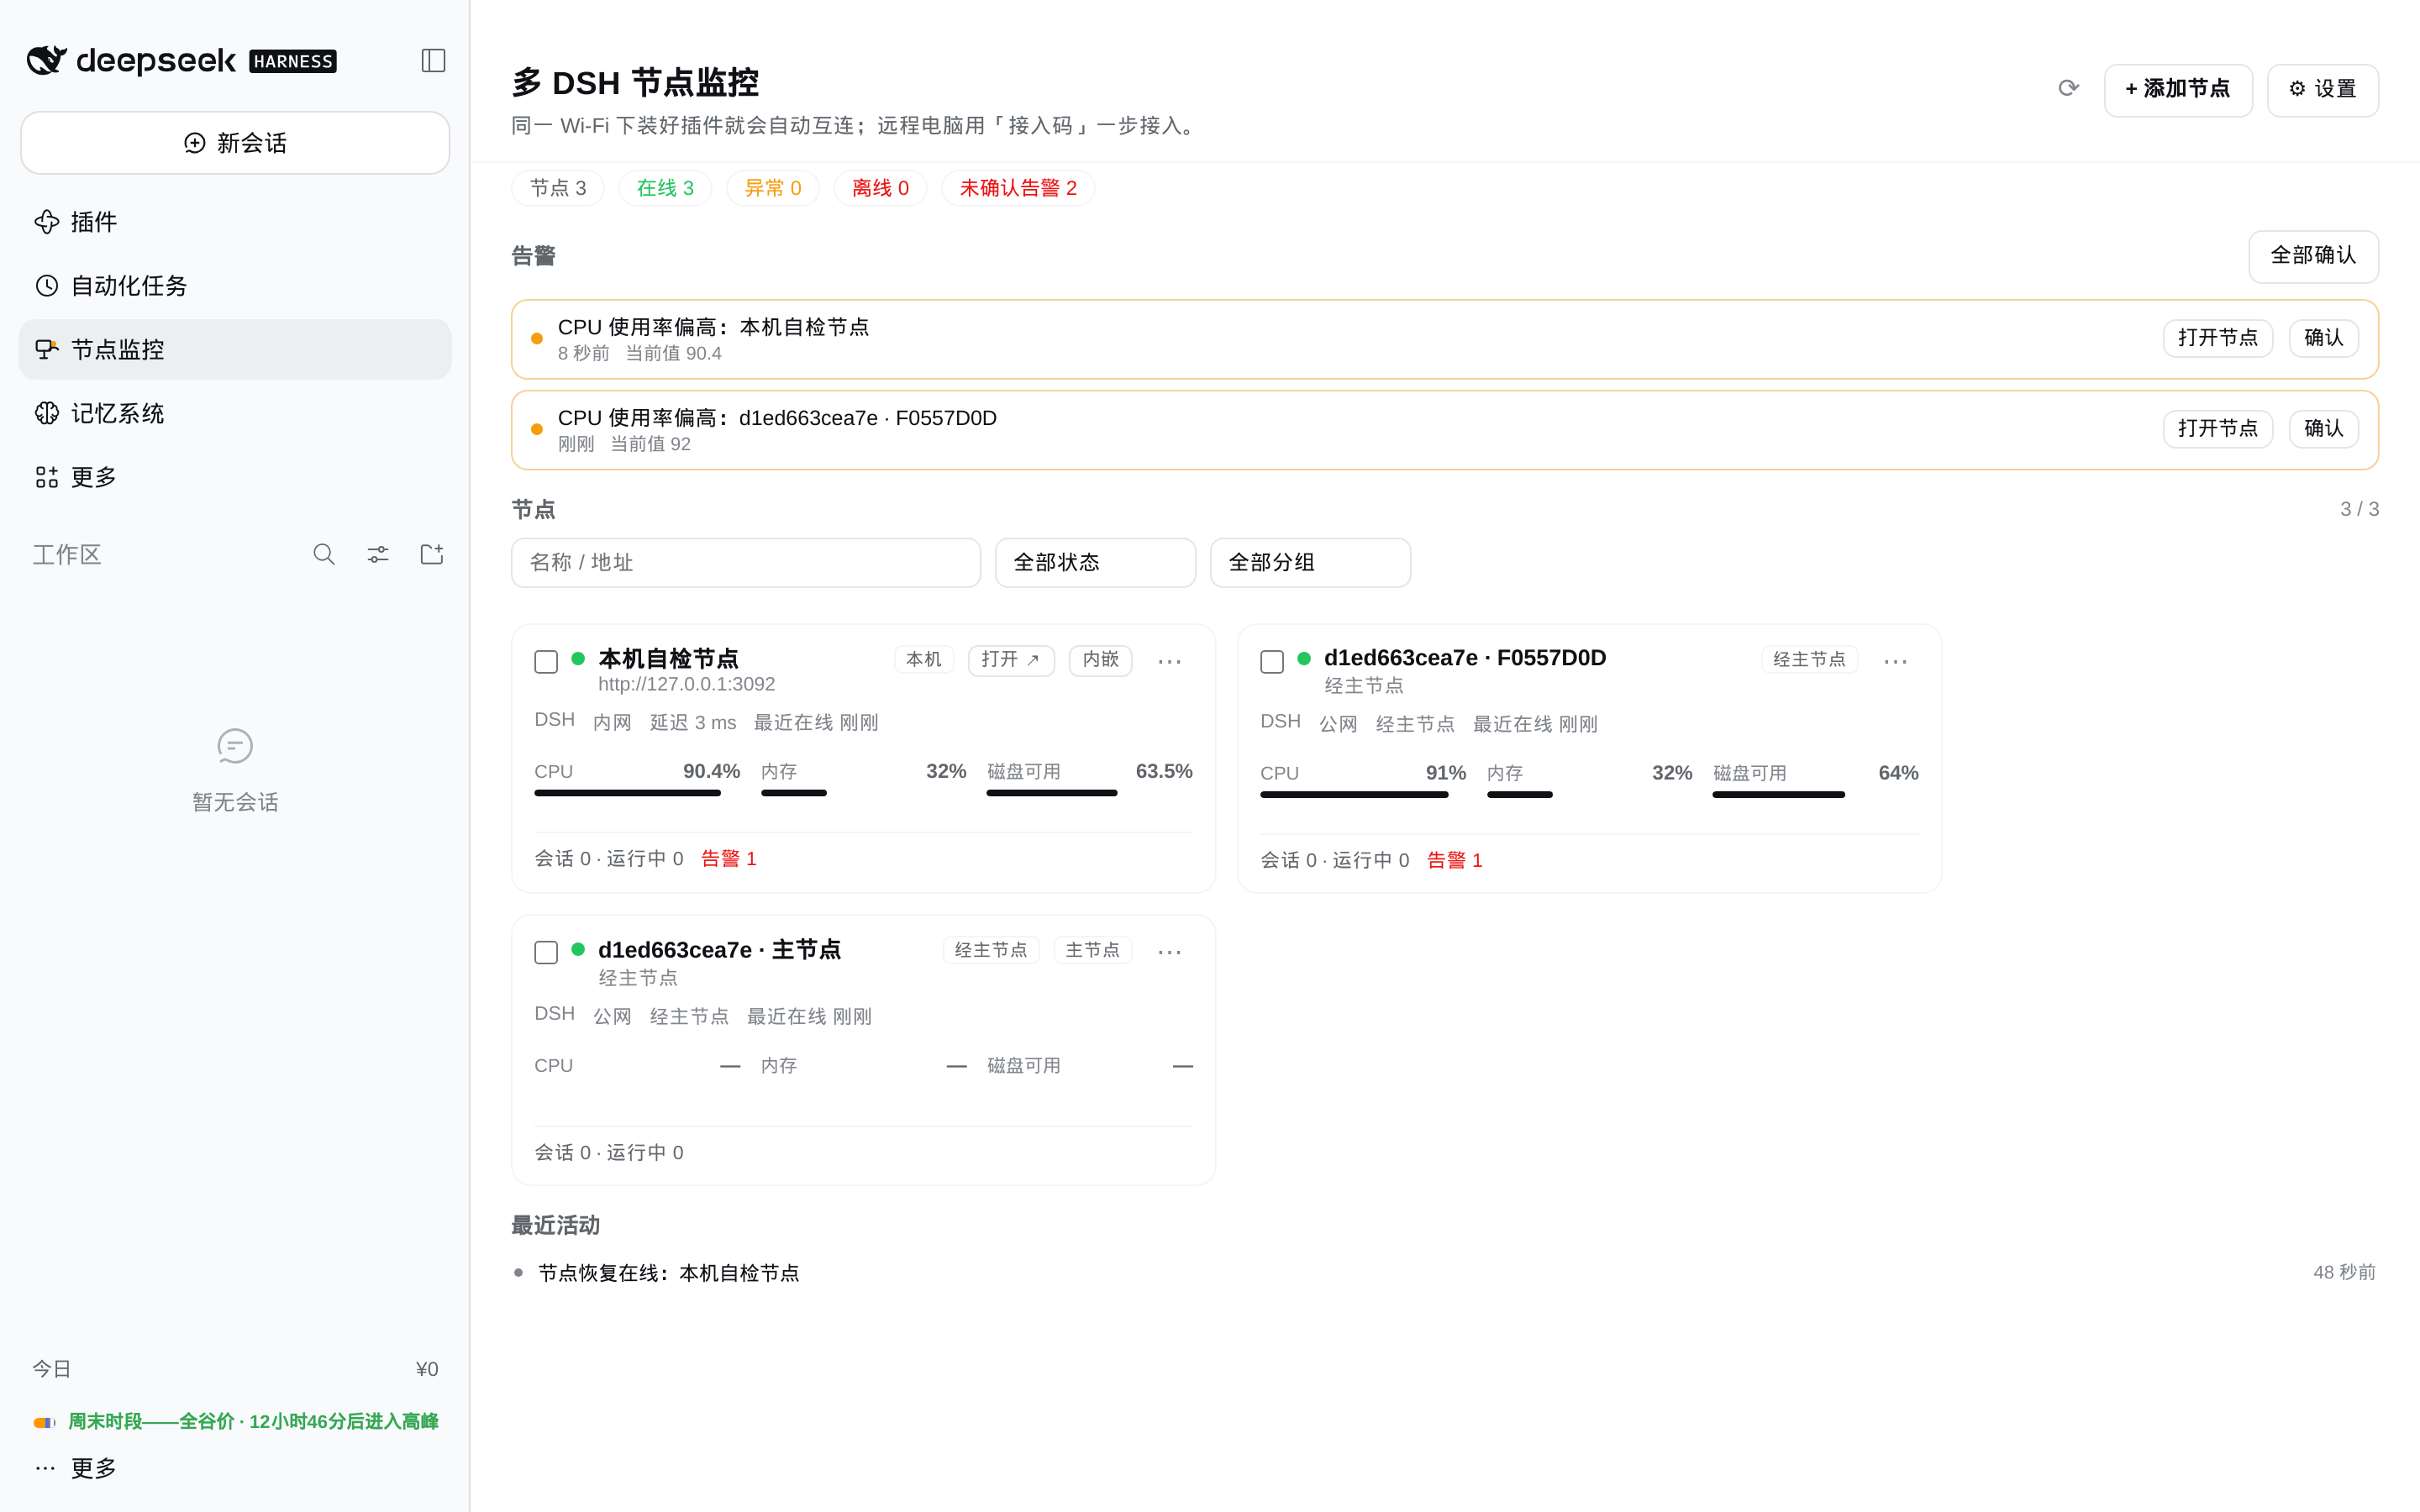 deepseek HARNESS
新会话
插件
自动化任务
节点监控
记忆系统
更多
工作区
暂无会话
今日 ¥0
周末时段——全谷价 · 12小时46分后进入高峰
更多
多 DSH 节点监控
同一 Wi-Fi 下装好插件就会自动互连；远程电脑用「接入码」一步接入。
+ 添加节点
设置
节点 3
在线 3
异常 0
离线 0
未确认告警 2
告警
全部确认
CPU 使用率偏高：本机自检节点
8 秒前 当前值 90.4
打开节点
确认
CPU 使用率偏高：d1ed663cea7e · F0557D0D
刚刚 当前值 92
打开节点
确认
节点
3 / 3
名称 / 地址
全部状态
全部分组
本机自检节点
本机
打开 ↗
内嵌
···
http://127.0.0.1:3092
DSH 内网 延迟 3 ms 最近在线 刚刚
CPU 90.4% 内存 32% 磁盘可用 63.5%
会话 0 · 运行中 0 告警 1
d1ed663cea7e · F0557D0D
经主节点
···
经主节点
DSH 公网 经主节点 最近在线 刚刚
CPU 91% 内存 32% 磁盘可用 64%
会话 0 · 运行中 0 告警 1
d1ed663cea7e · 主节点
经主节点
主节点
···
经主节点
DSH 公网 经主节点 最近在线 刚刚
CPU — 内存 — 磁盘可用 —
会话 0 · 运行中 0
最近活动
节点恢复在线：本机自检节点
48 秒前